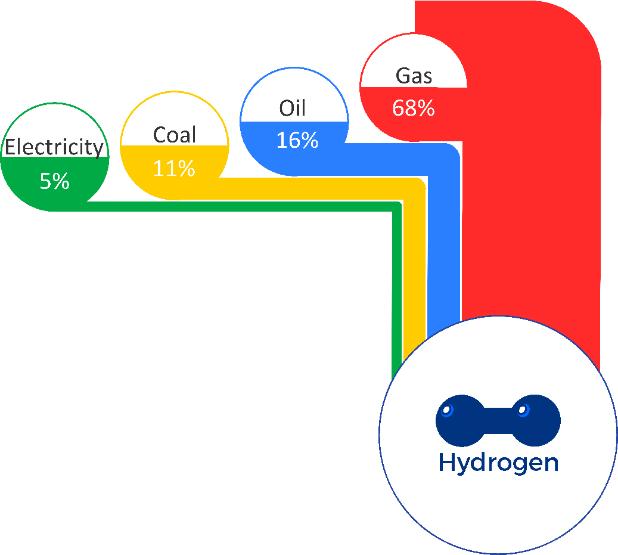 Electricity
5%
Coal
11%
Oil
16%
Gas
68%
Hydrogen